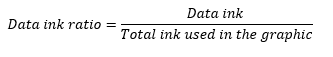 Data ink ratio = Data ink / Total ink used in the graphic